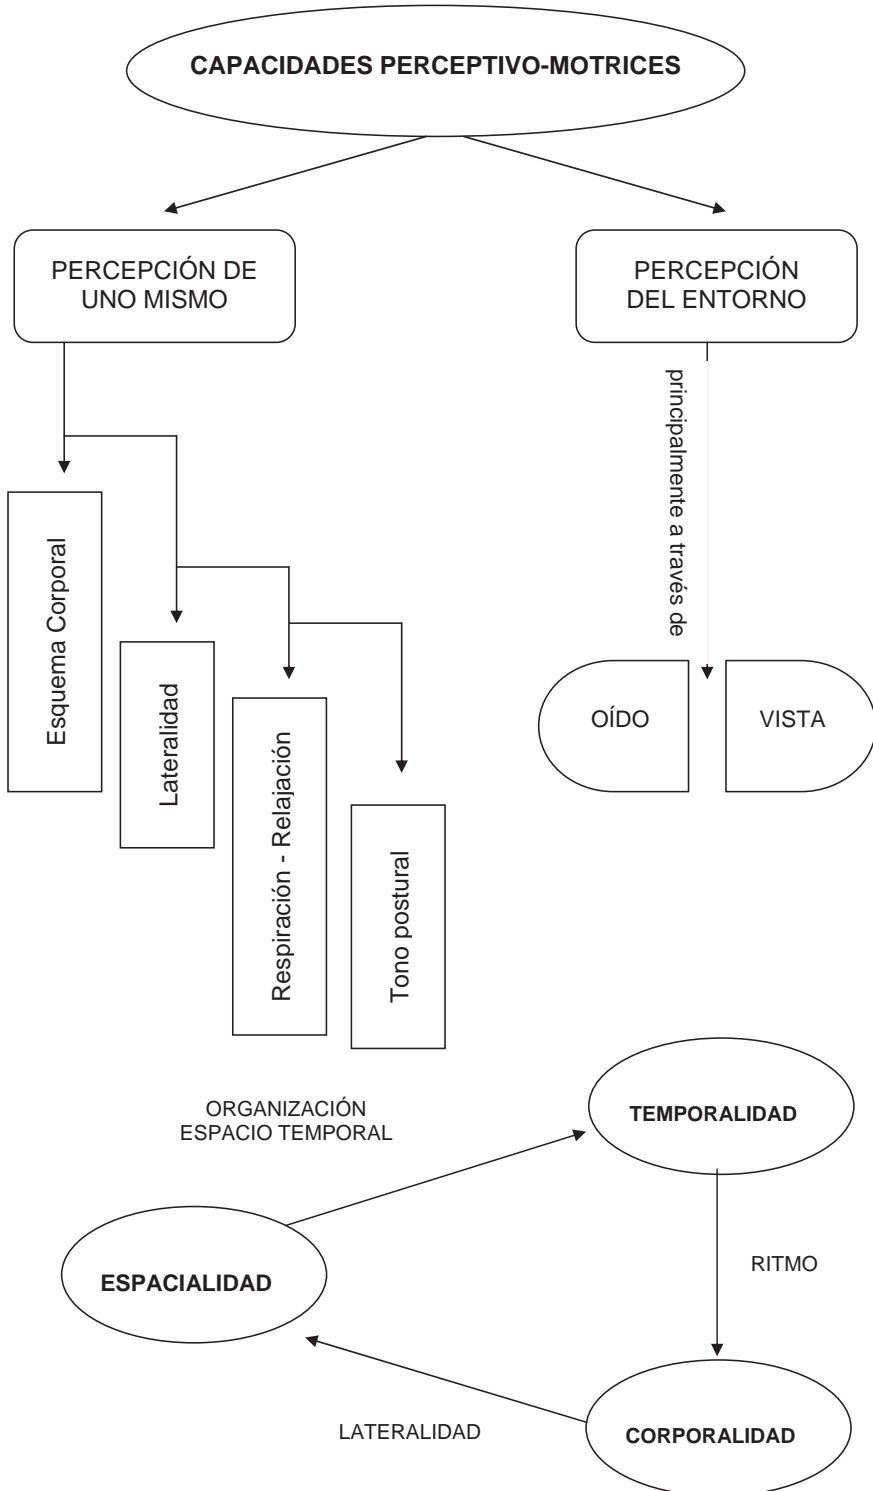 CAPACIDADES PERCEPTIVO-MOTRICES
PERCEPCIÓN DE
UNO MISMO
PERCEPCIÓN
DEL ENTORNO
principalmente a través de
Esquema Corporal
Lateralidad
Respiración - Relajación
Tono postural
OÍDO
VISTA
ORGANIZACIÓN
ESPACIO TEMPORAL
TEMPORALIDAD
RITMO
ESPACIALIDAD
LATERALIDAD
CORPORALIDAD